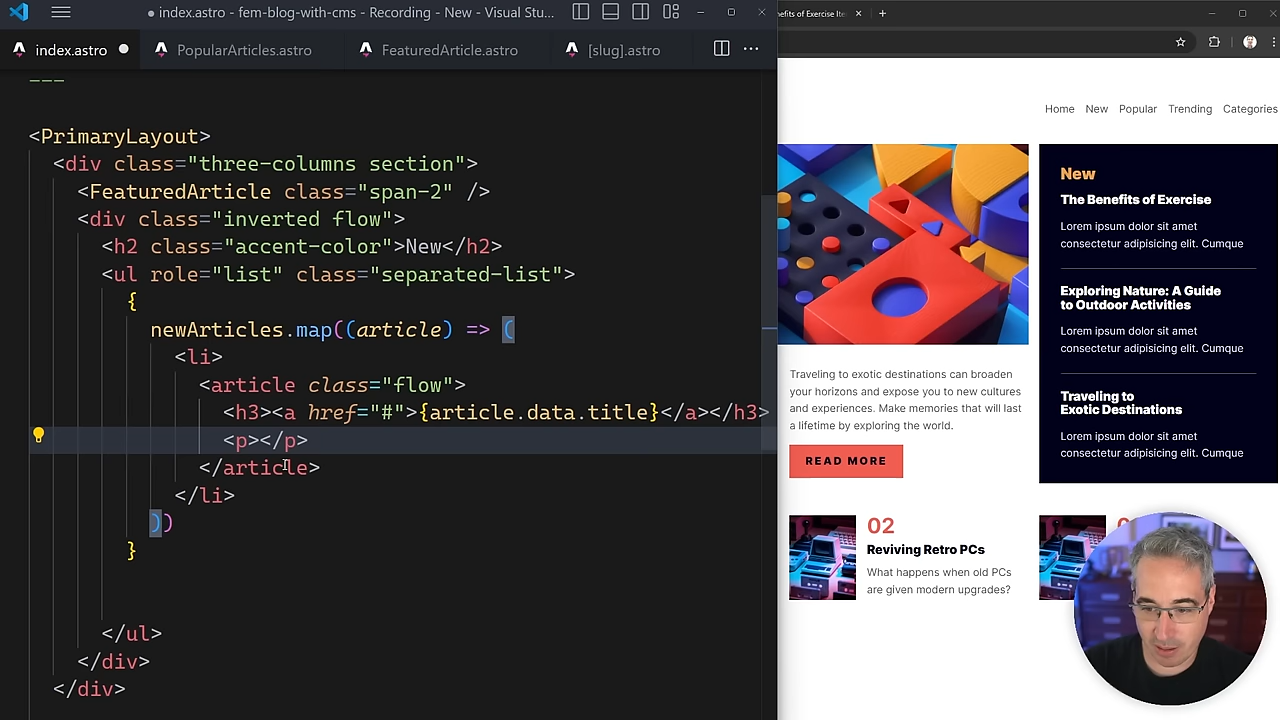 index.astro - fem-blog-with-cms - Recording - New - Visual Stu...
index.astro
PopularArticles.astro
FeaturedArticle.astro
[slug].astro
---
<PrimaryLayout>
<div class="three-columns section">
<FeaturedArticle class="span-2" />
<div class="inverted flow">
<h2 class="accent-color">New</h2>
<ul role="list" class="separated-list">
{
newArticles.map((article) => (
<li>
<article class="flow">
<h3><a href="#">{article.data.title}</a></h3>
<p></p>
</article>
</li>
))
}
</ul>
</div>
</div>
nefits of Exercise Ite
Home New Popular Trending Categories
New
The Benefits of Exercise
Lorem ipsum dolor sit amet
consectetur adipisicing elit. Cumque
Exploring Nature: A Guide
to Outdoor Activities
Lorem ipsum dolor sit amet
consectetur adipisicing elit. Cumque
Traveling to
Exotic Destinations
Lorem ipsum dolor sit amet
consectetur adipisicing elit. Cumque
Traveling to exotic destinations can broaden
your horizons and expose you to new cultures
and experiences. Make memories that will last
a lifetime by exploring the world.
READ MORE
02
Reviving Retro PCs
What happens when old PCs
are given modern upgrades?